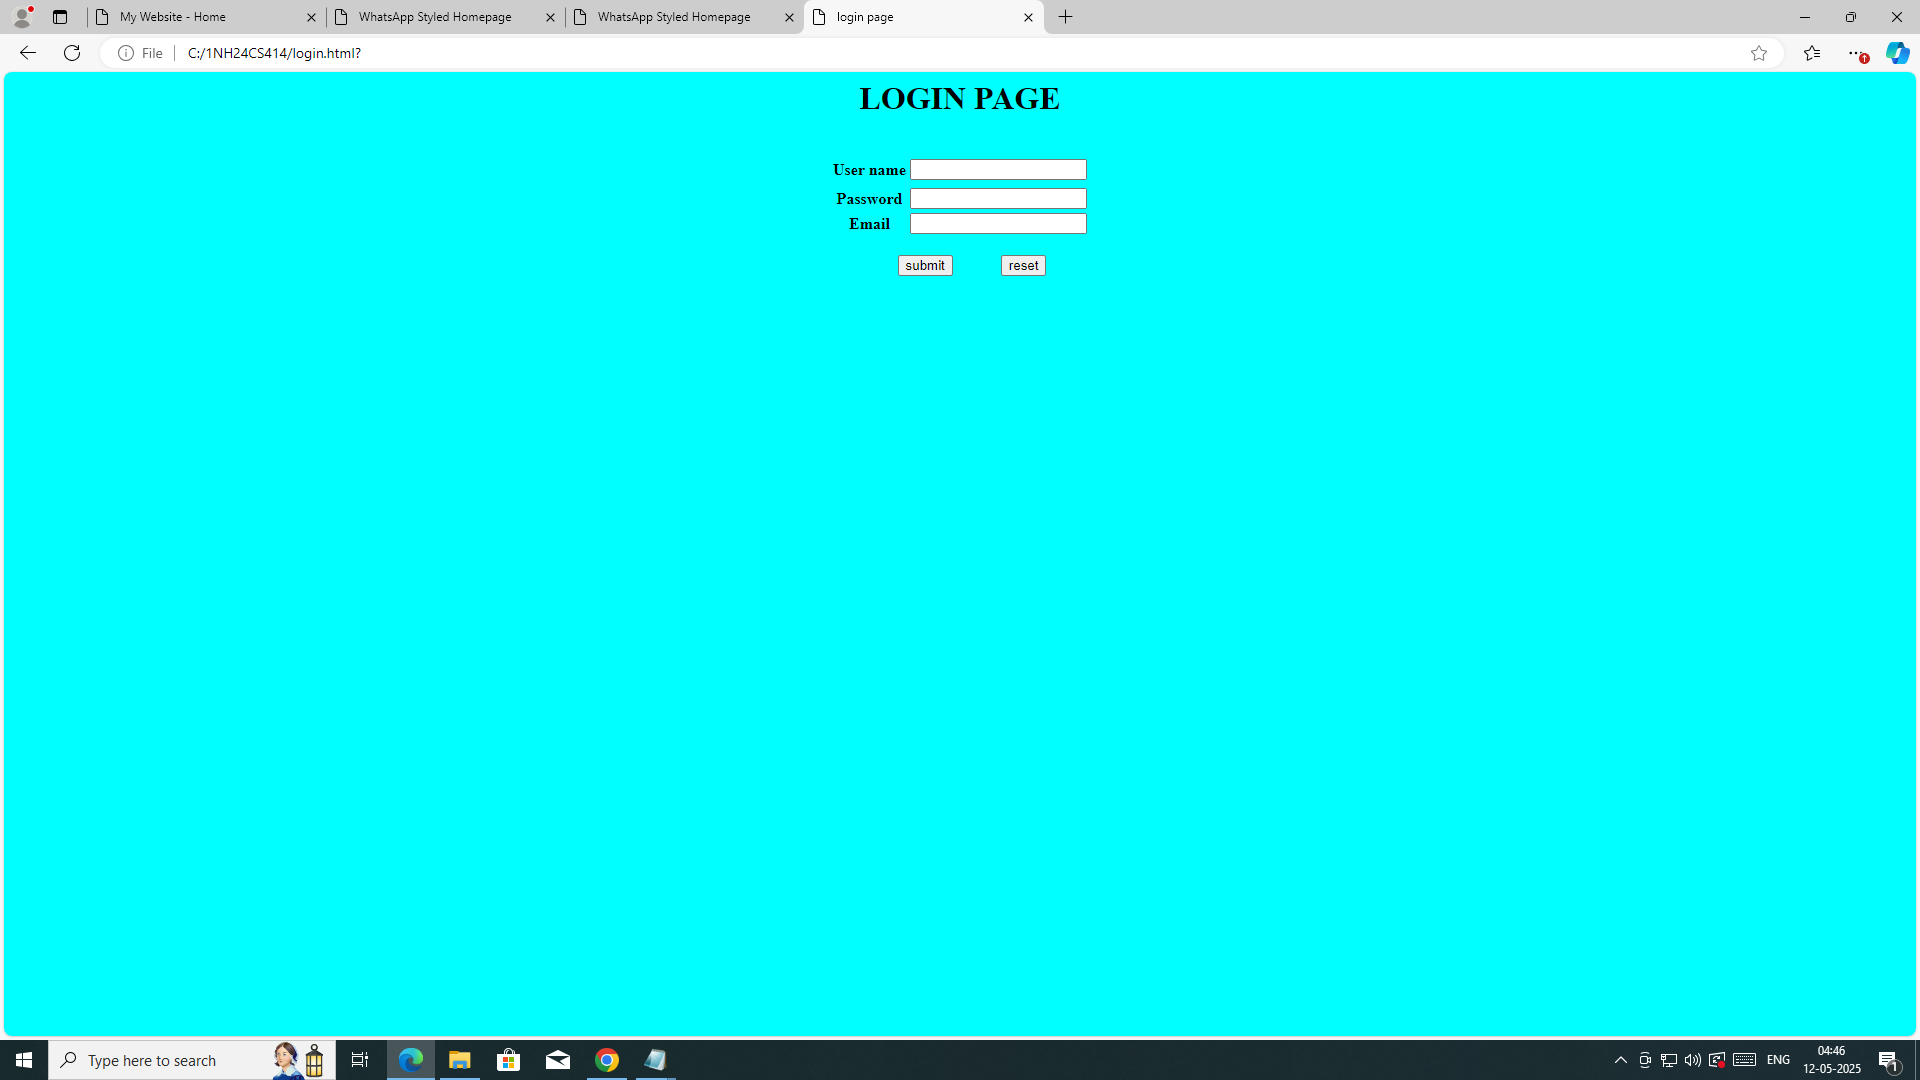 My Website - Home
WhatsApp Styled Homepage
WhatsApp Styled Homepage
login page
File
C:/1NH24CS414/login.html?
LOGIN PAGE
User name
Password
Email
submit
reset
Type here to search
ENG
04:46
12-05-2025
1